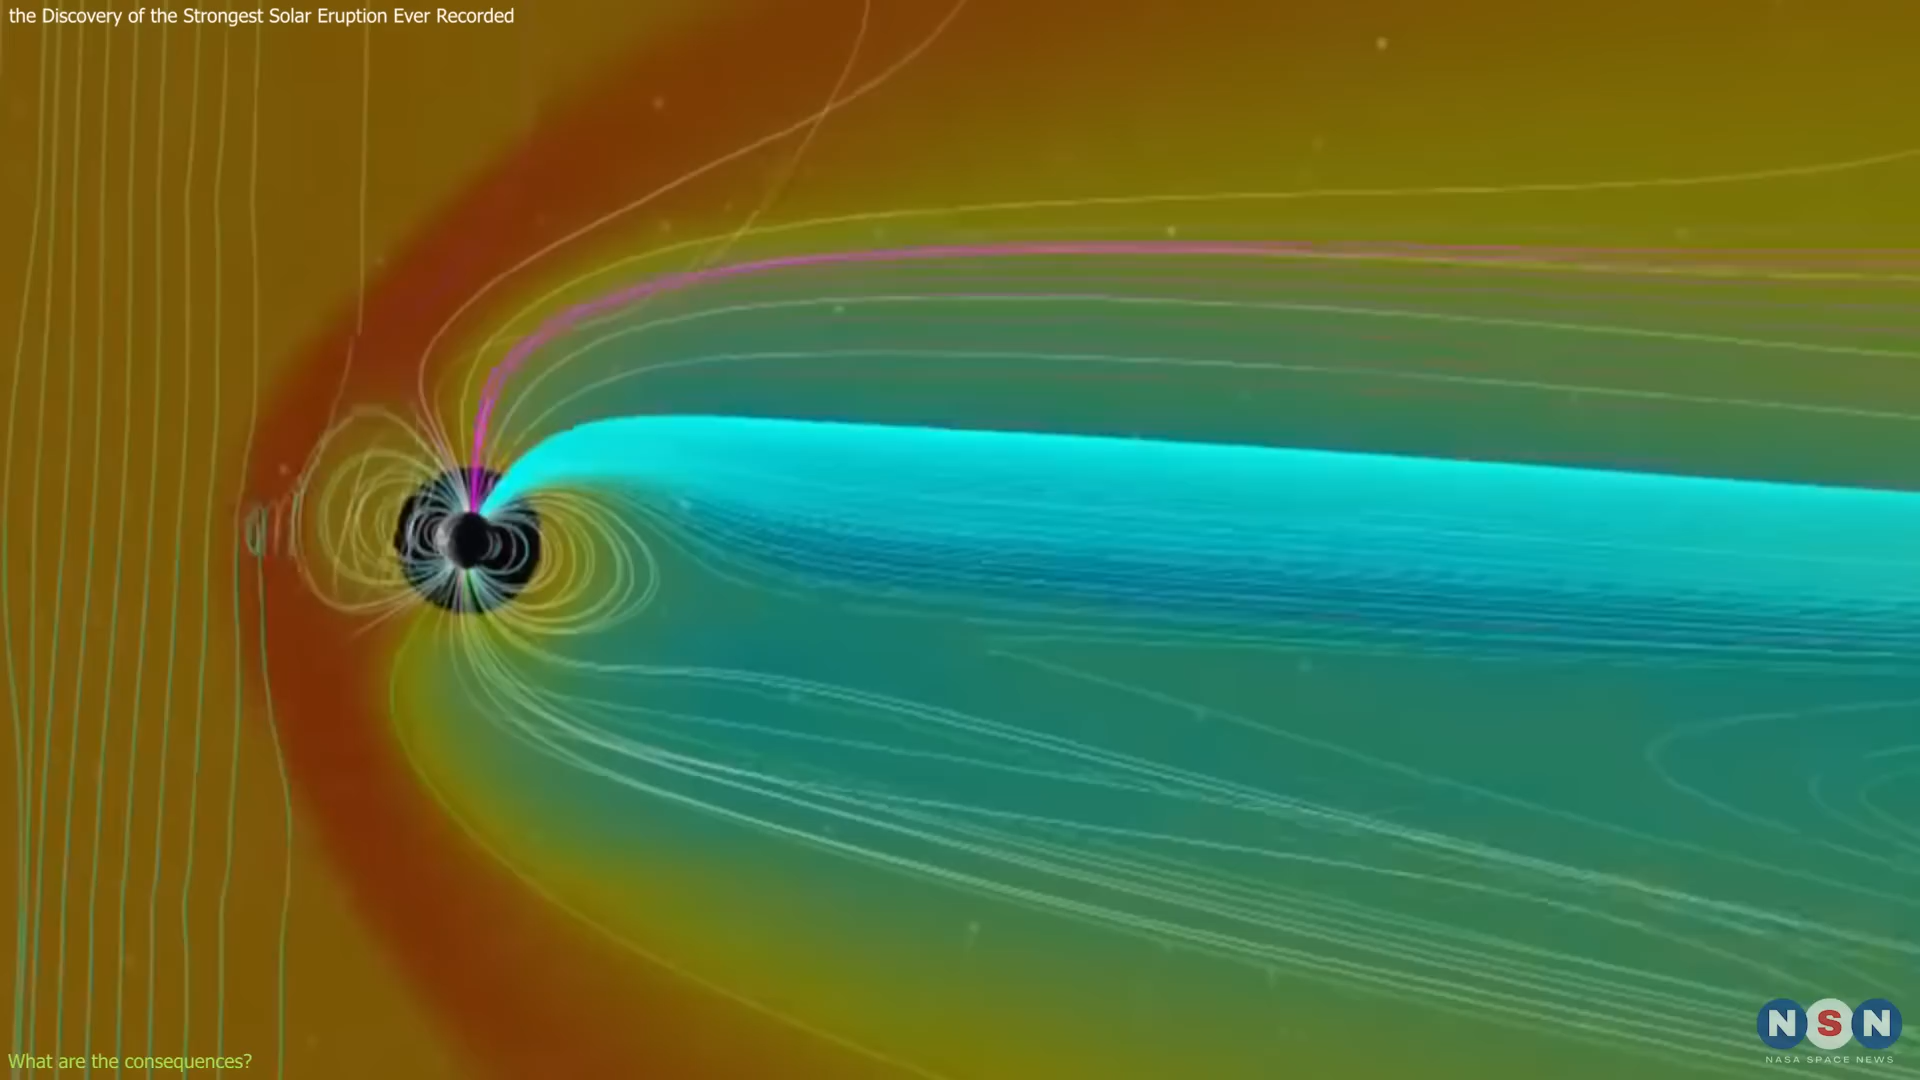 the Discovery of the Strongest Solar Eruption Ever Recorded
What are the consequences?
NSN
NASA SPACE NEWS